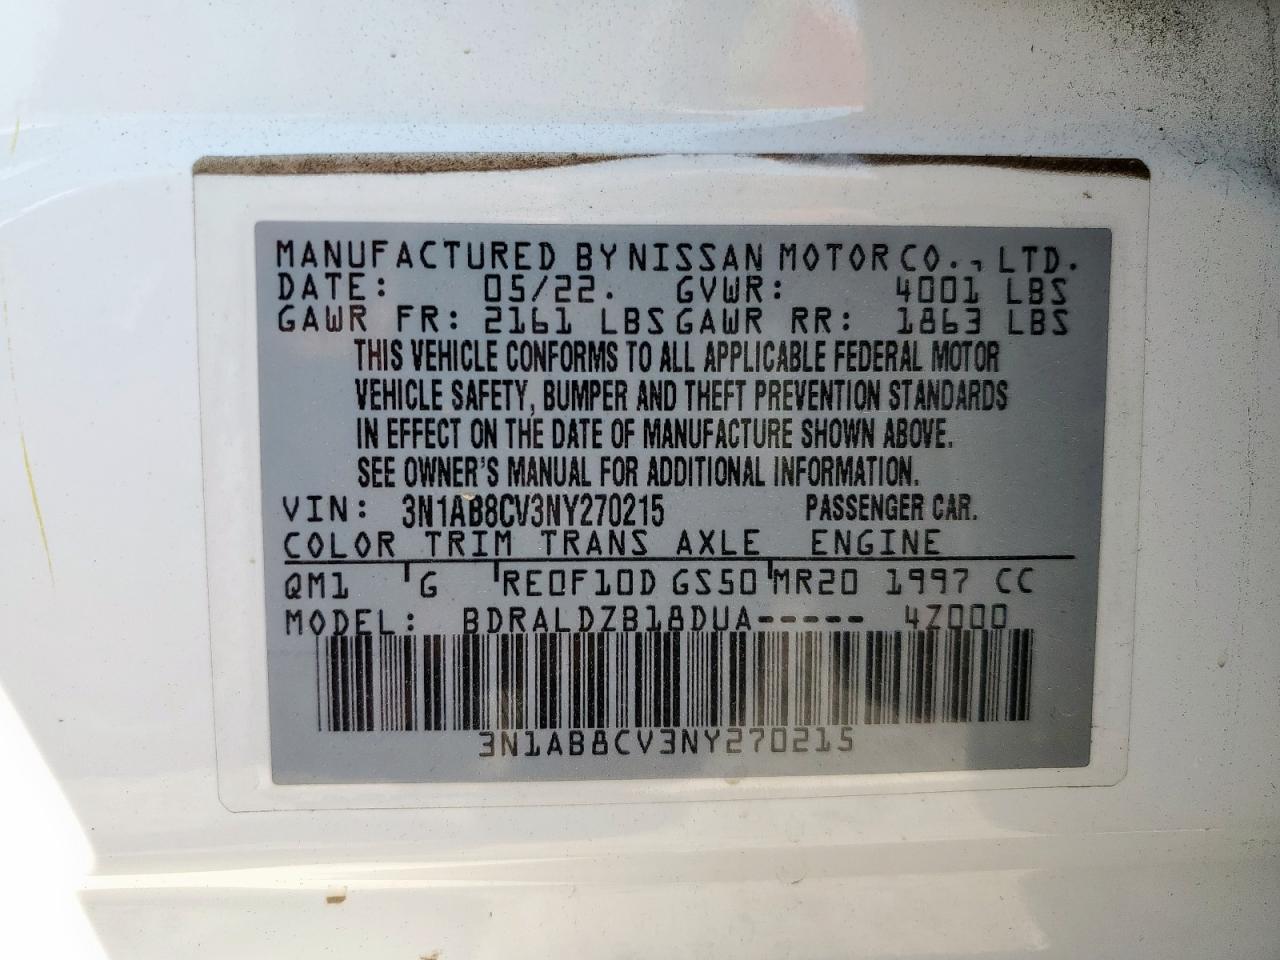 MANUFACTURED BY NISSAN MOTOR CO., LTD.
DATE: 05/22. GVWR: 4001 LBS
GAWR FR: 2161 LBS GAWR RR: 1863 LBS
THIS VEHICLE CONFORMS TO ALL APPLICABLE FEDERAL MOTOR
VEHICLE SAFETY, BUMPER AND THEFT PREVENTION STANDARDS
IN EFFECT ON THE DATE OF MANUFACTURE SHOWN ABOVE.
SEE OWNER'S MANUAL FOR ADDITIONAL INFORMATION.
VIN: 3N1AB8CV3NY270215 PASSENGER CAR.
COLOR TRIM TRANS AXLE ENGINE
QM1 G RE0F10D GS50 MR20 1997 CC
MODEL: BDRALDZB18DUA----- 4Z000
3N1AB8CV3NY270215